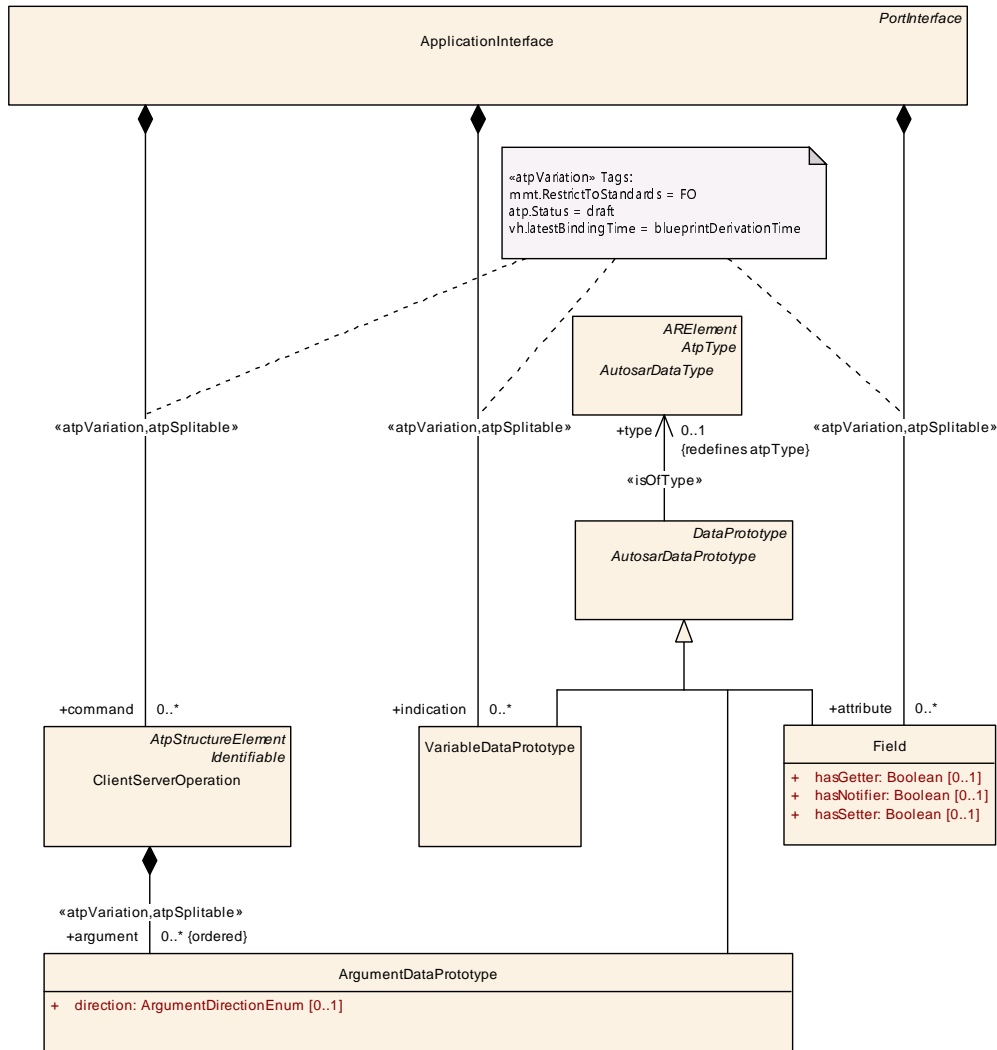 PortInterface
ApplicationInterface
«atpVariation» Tags:
mmt.RestrictToStandards = FO
atp.Status = draft
vh.latestBindingTime = blueprintDerivationTime
ARElement
AtpType
AutosarDataType
«atpVariation,atpSplitable»
«atpVariation,atpSplitable»
«atpVariation,atpSplitable»
+type
0..1
{redefines atpType}
«isOfType»
DataPrototype
AutosarDataPrototype
+command
0..*
+indication
0..*
+attribute
0..*
AtpStructureElement
Identifiable
ClientServerOperation
VariableDataPrototype
Field
+ hasGetter: Boolean [0..1]
+ hasNotifier: Boolean [0..1]
+ hasSetter: Boolean [0..1]
«atpVariation,atpSplitable»
+argument
0..* {ordered}
ArgumentDataPrototype
+ direction: ArgumentDirectionEnum [0..1]